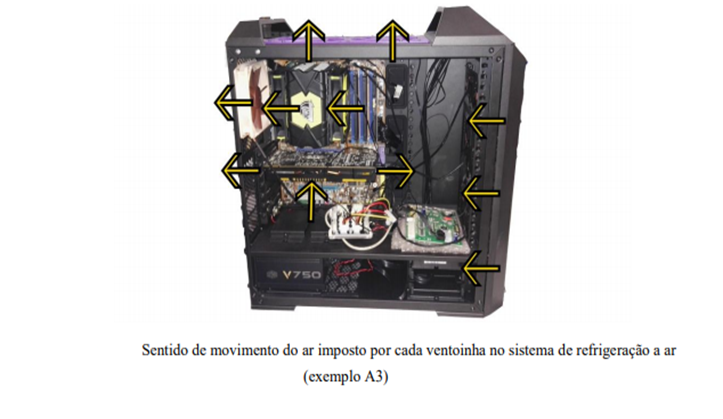 V750
Sentido de movimento do ar imposto por cada ventoinha no sistema de refrigeração a ar
(exemplo A3)